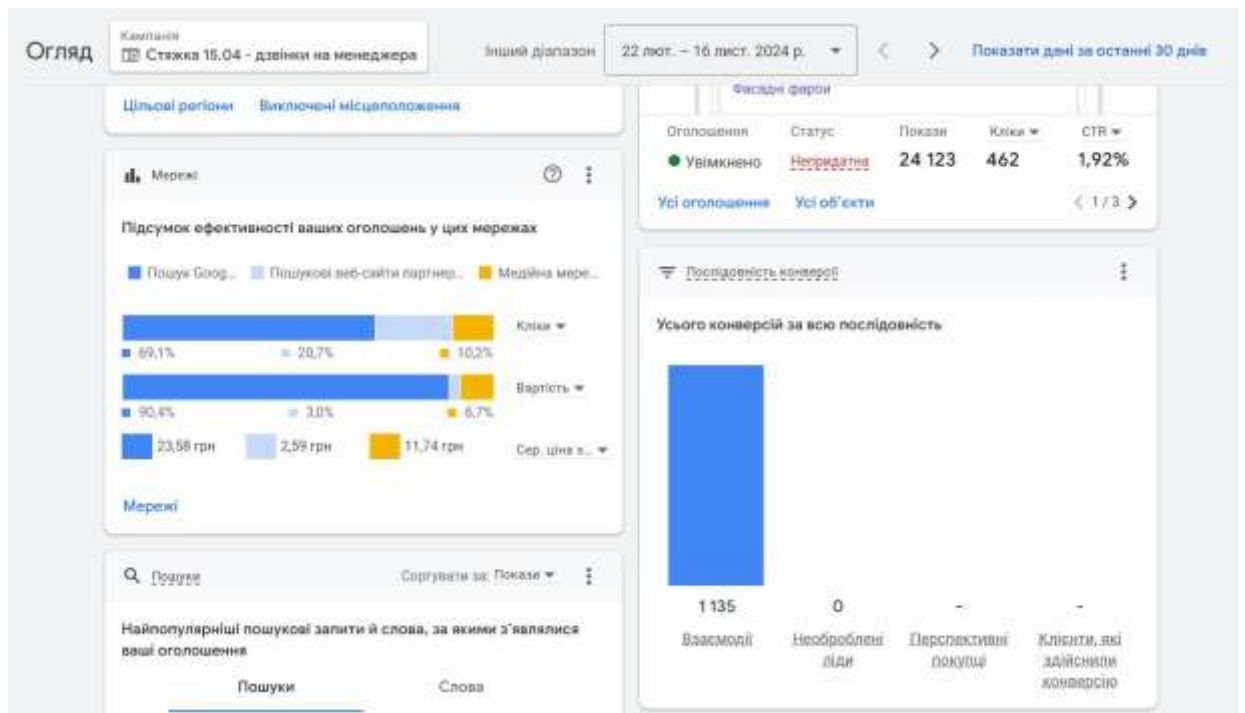 Огляд
Кампанія
Стяжка 15.04 - дзвінки на менеджера
Інший діапазон
22 лют. – 16 лист. 2024 р.
Показати дані за останні 30 днів
Цільові регіони Виключені місцеположення
Мережі
Підсумок ефективності ваших оголошень у цих мережах
Пошук Goog... Пошукові веб-сайти партнер... Медійна мере...
Кліки
69,1% 20,7% 10,2%
Вартість
90,4% 3,0% 6,7%
23,58 грн 2,59 грн 11,74 грн Сер. ціна з...
Мережі
Пошуки Сортувати за: Покази
Найпопулярніші пошукові запити й слова, за якими з'являлися
ваші оголошення
Пошуки Слова
Фасадні фарби
Оголошення Статус Покази Кліки CTR
Увімкнено Непридатна 24 123 462 1,92%
Усі оголошення Усі об'єкти 1 / 3
Послідовність конверсії
Усього конверсій за всю послідовність
1 135 0 - -
Взаємодії Необроблені Перспективні Клієнти, які
ліди покупці здійснили
конверсію